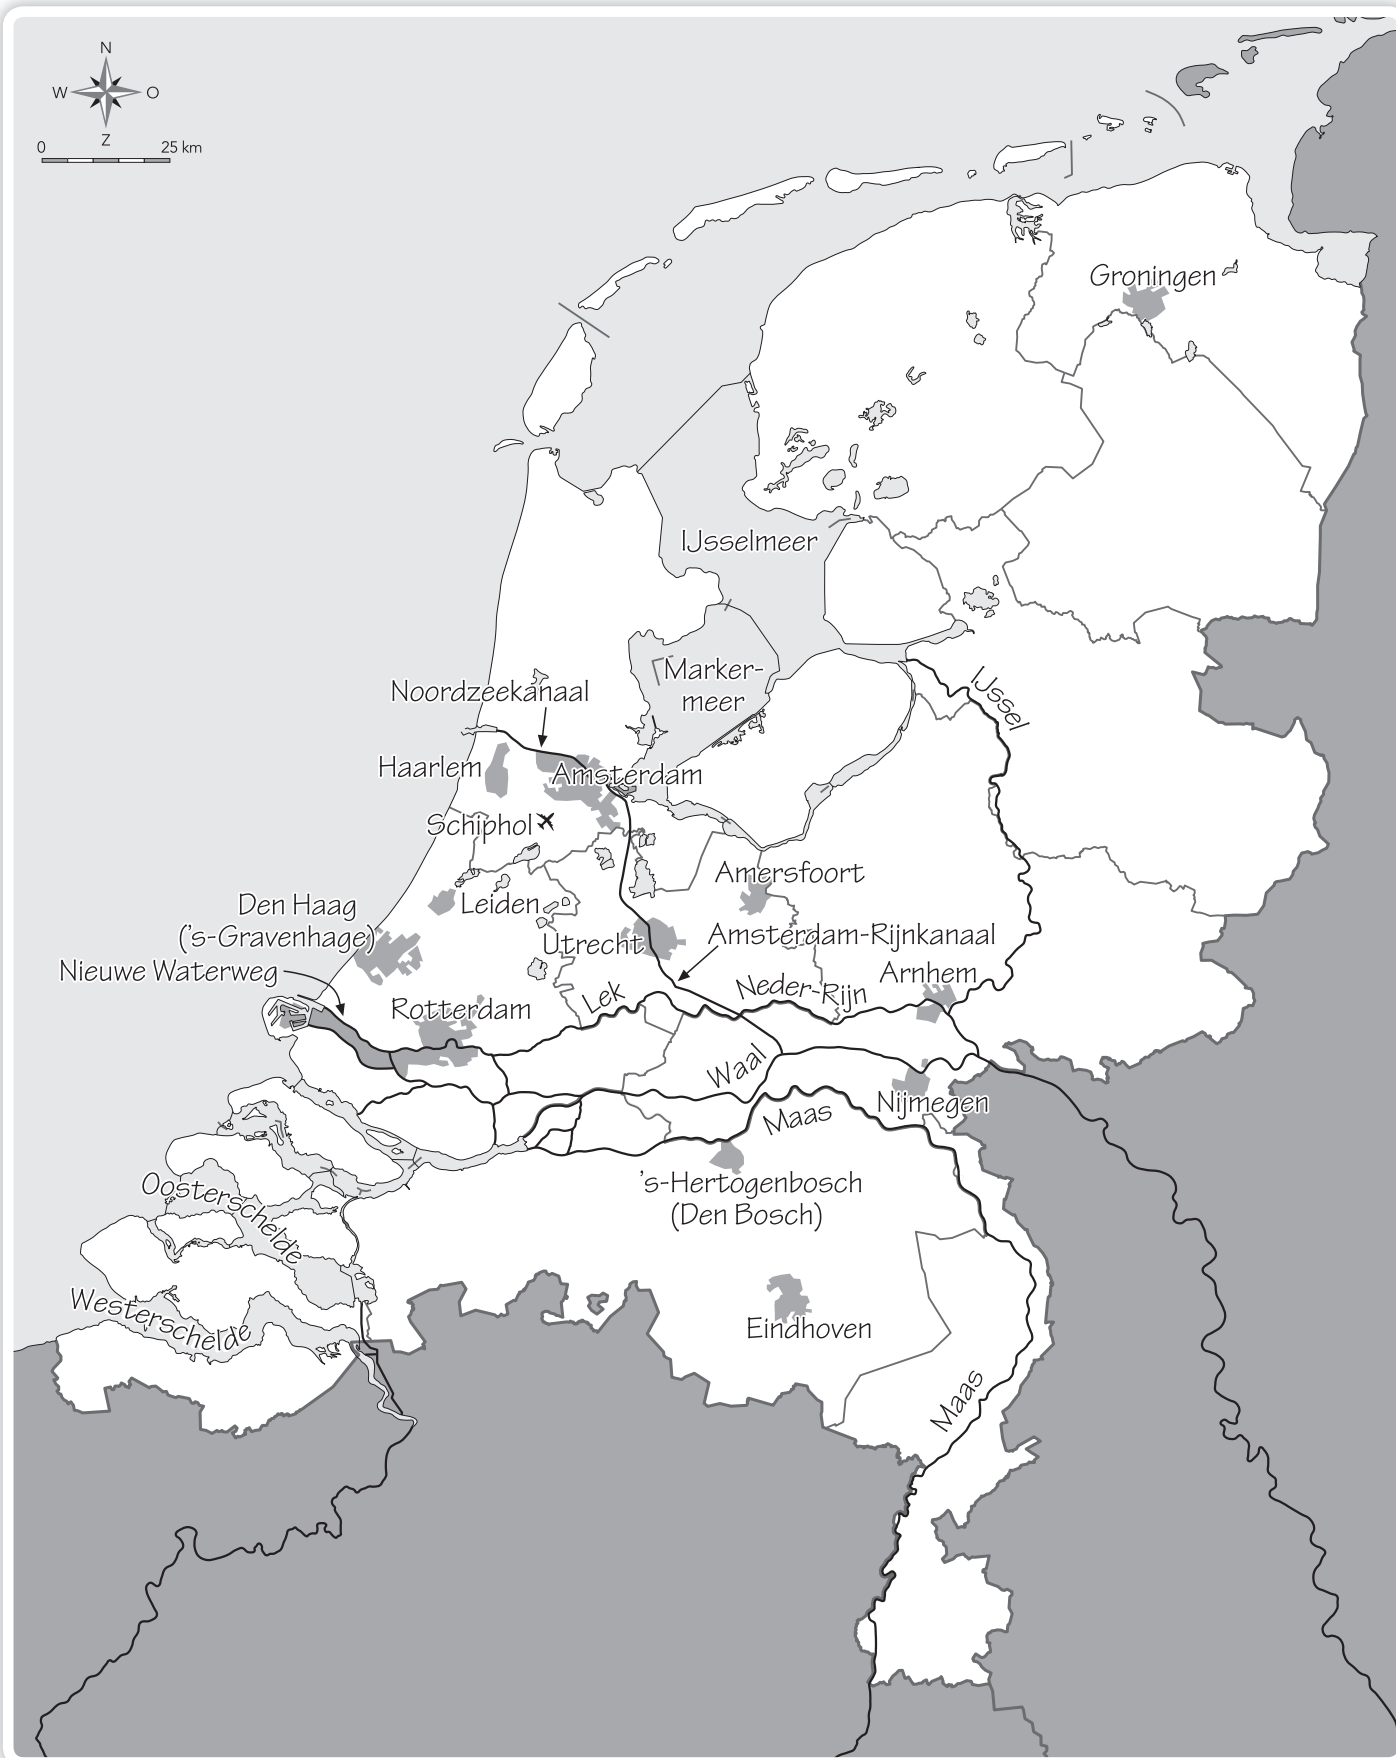 N
W
O
Z
0
25 km
Groningen
IJsselmeer
Marker-
meer
IJssel
Noordzeekanaal
Haarlem
Amsterdam
Schiphol
Amersfoort
Den Haag
('s-Gravenhage)
Leiden
Utrecht
Amsterdam-Rijnkanaal
Nieuwe Waterweg
Arnhem
Rotterdam
Lek
Neder-Rijn
Waal
Nijmegen
Maas
's-Hertogenbosch
(Den Bosch)
Oosterschelde
Westerschelde
Eindhoven
Maas